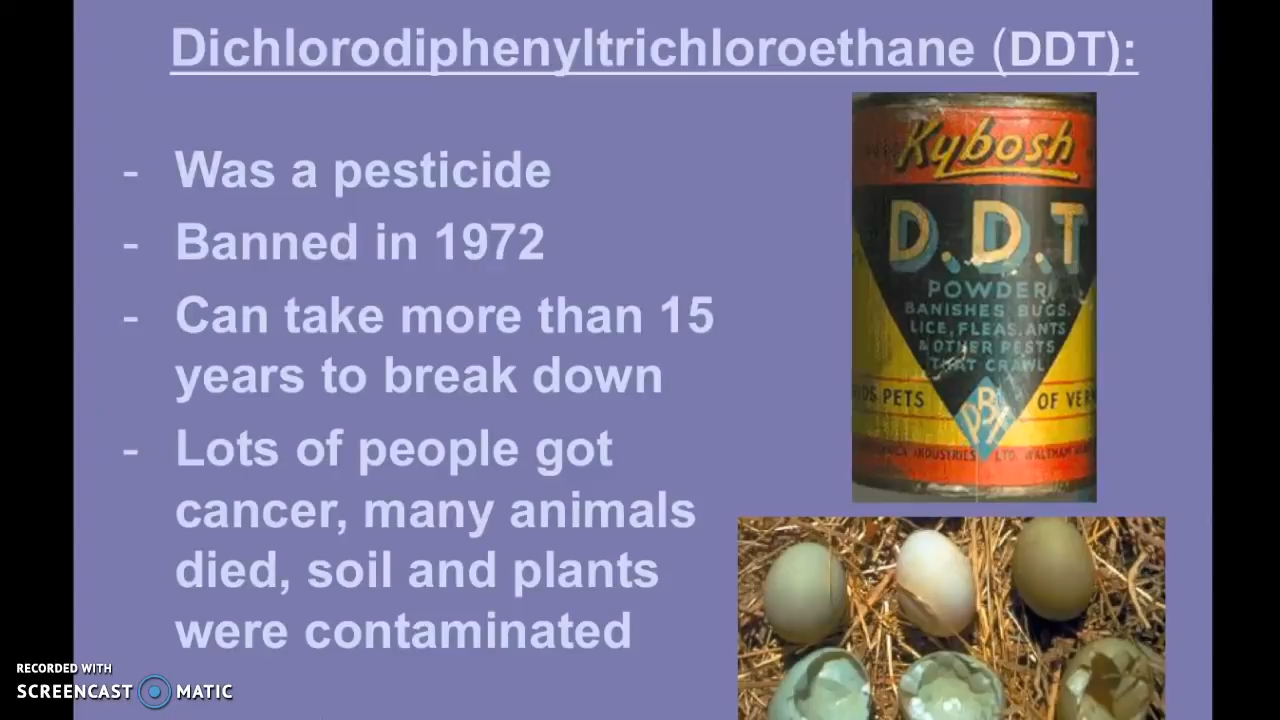 Dichlorodiphenyltrichloroethane (DDT):
- Was a pesticide
- Banned in 1972
- Can take more than 15
years to break down
- Lots of people got
cancer, many animals
died, soil and plants
were contaminated
Kybosh
D.D.T
POWDER
BANISHES BUGS.
LICE, FLEAS. ANTS
& OTHER PESTS
THAT CRAWL
PETS
OF
INDUSTRIES LTD.
RECORDED WITH
SCREENCAST MATIC